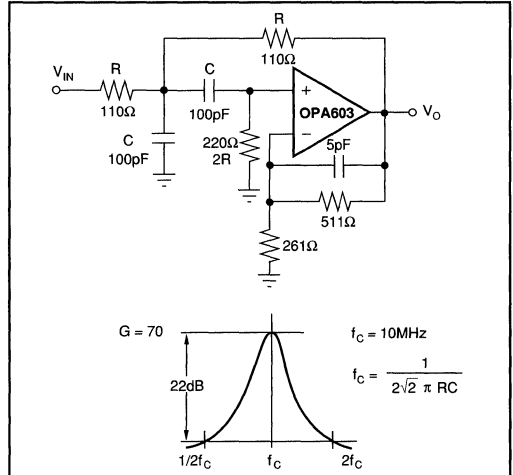 R
110Ω
V_IN
R
110Ω
C
100pF
C
100pF
220Ω
2R
+
OPA603
−
V_O
5pF
511Ω
261Ω
G = 70
22dB
1/2f_C
f_C
2f_C
f_C = 10MHz
f_C = 1 / 2√2 π RC